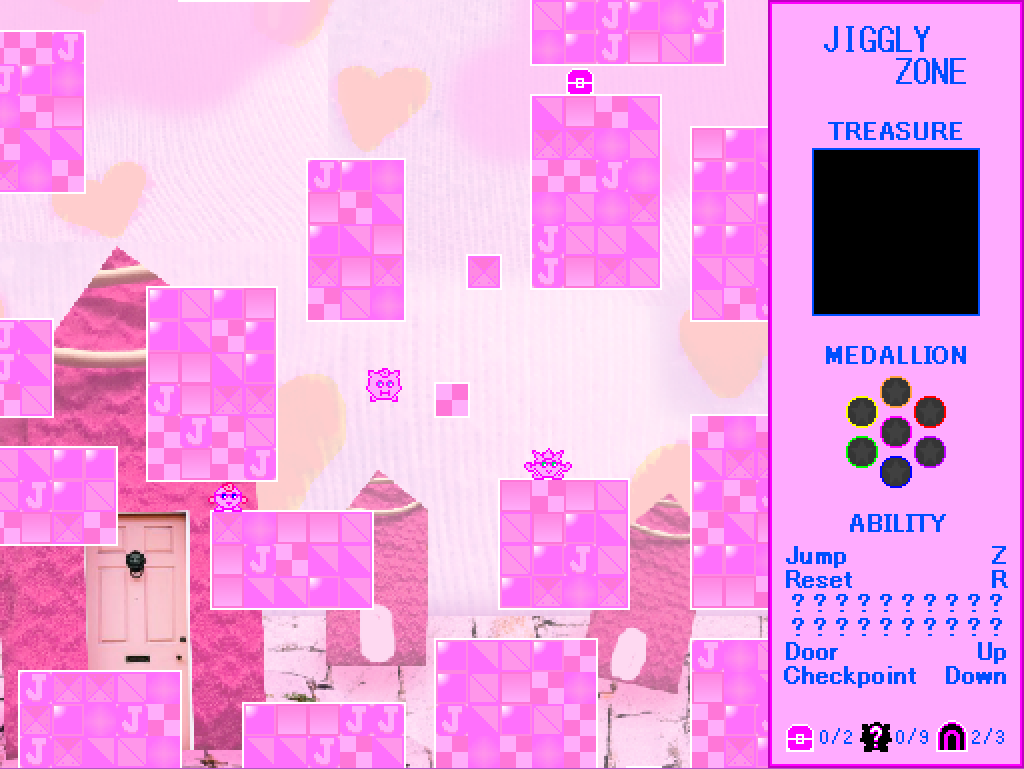 JIGGLY
ZONE
TREASURE
MEDALLION
ABILITY
Jump Z
Reset R
??????????
??????????
Door Up
Checkpoint Down
0/2 ? 0/9 2/3